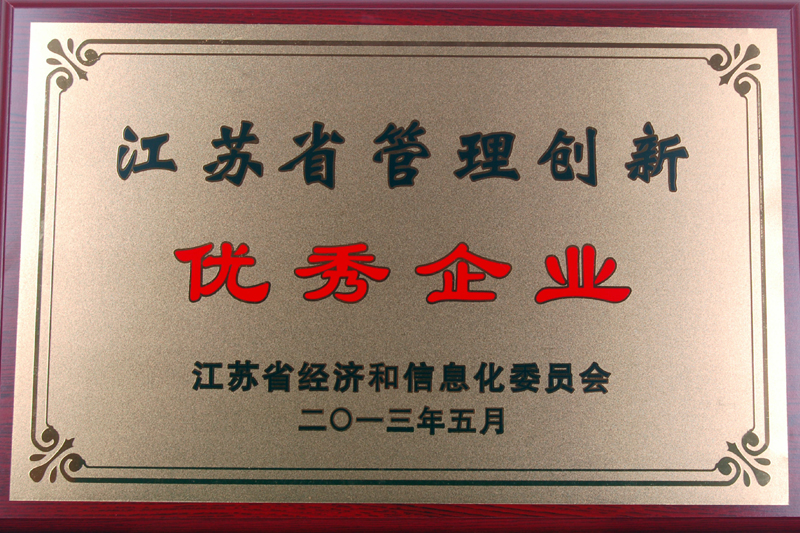 江苏省管理创新
优秀企业
江苏省经济和信息化委员会
二〇一三年五月